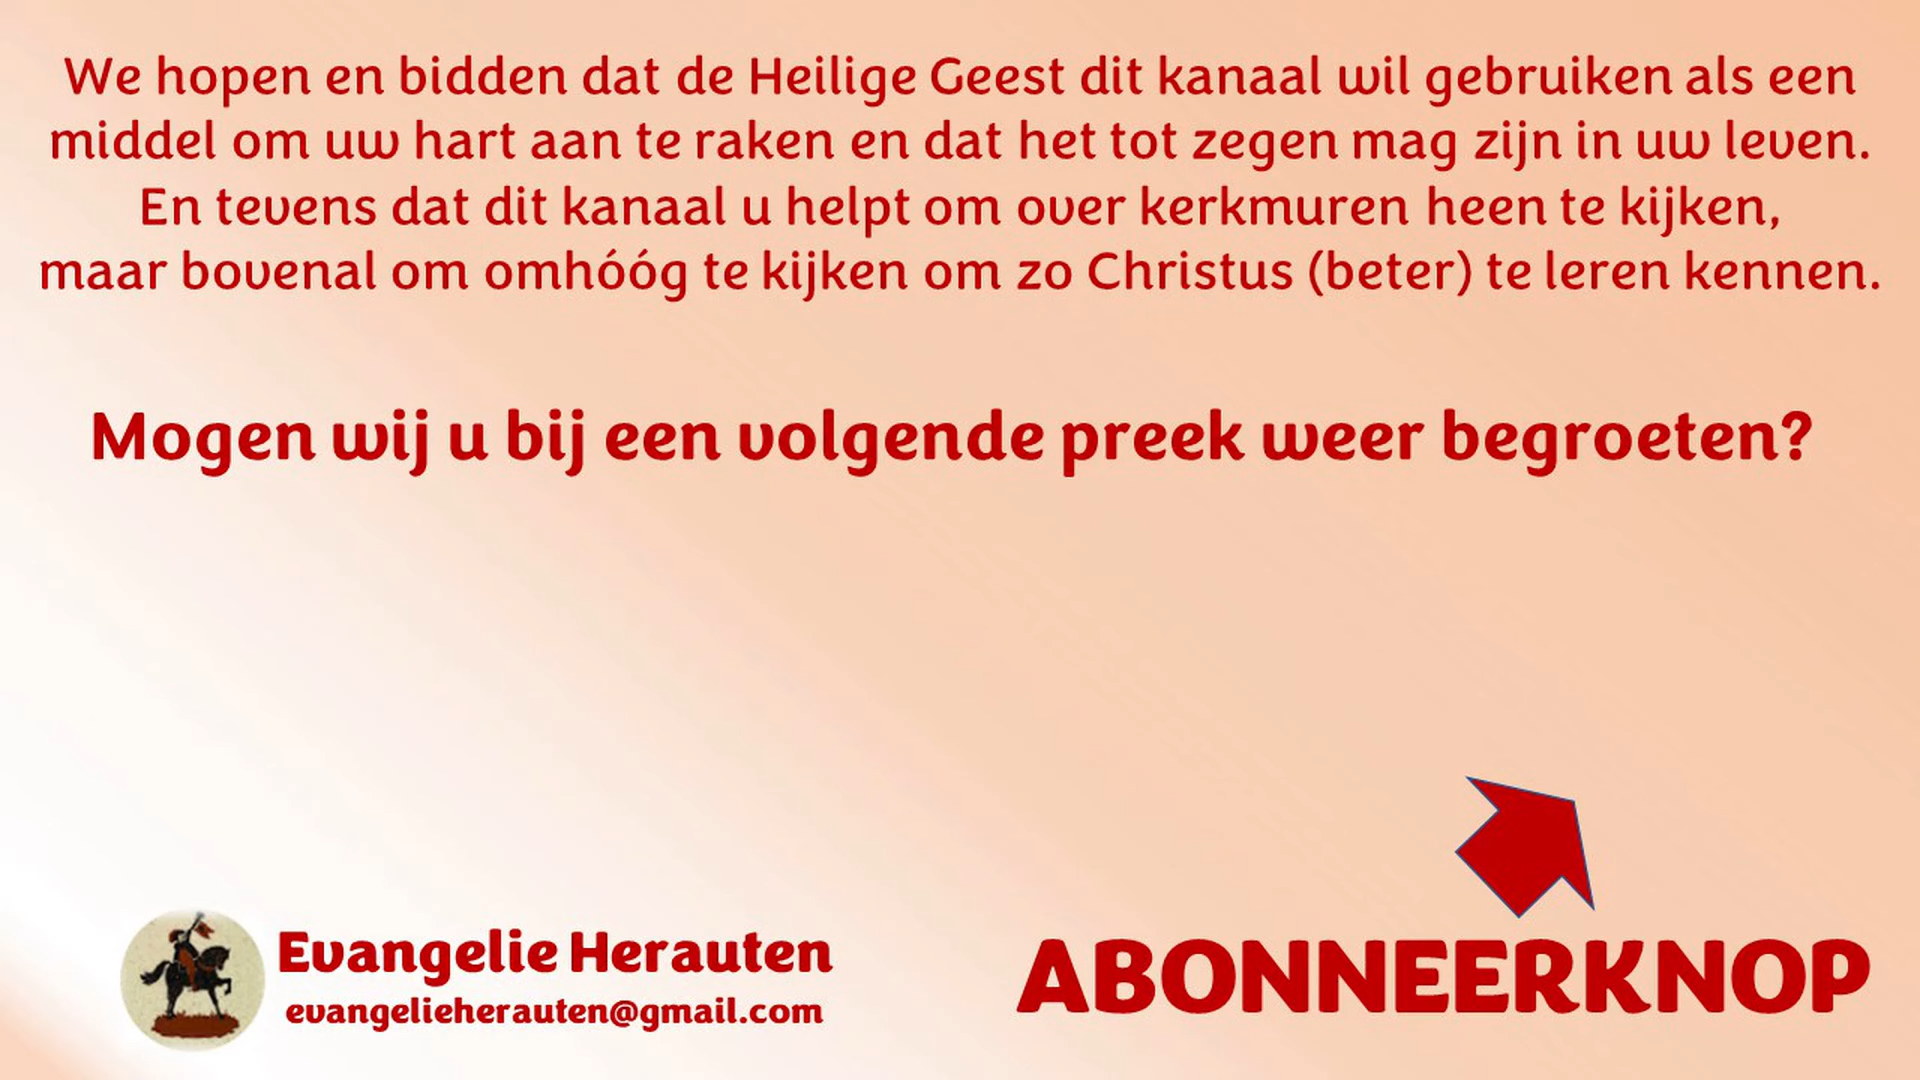 We hopen en bidden dat de Heilige Geest dit kanaal wil gebruiken als een
middel om uw hart aan te raken en dat het tot zegen mag zijn in uw leven.
En tevens dat dit kanaal u helpt om over kerkmuren heen te kijken,
maar bovenal om omhóóg te kijken om zo Christus (beter) te leren kennen.
Mogen wij u bij een volgende preek weer begroeten?
Evangelie Herauten
evangelieherauten@gmail.com
ABONNEERKNOP